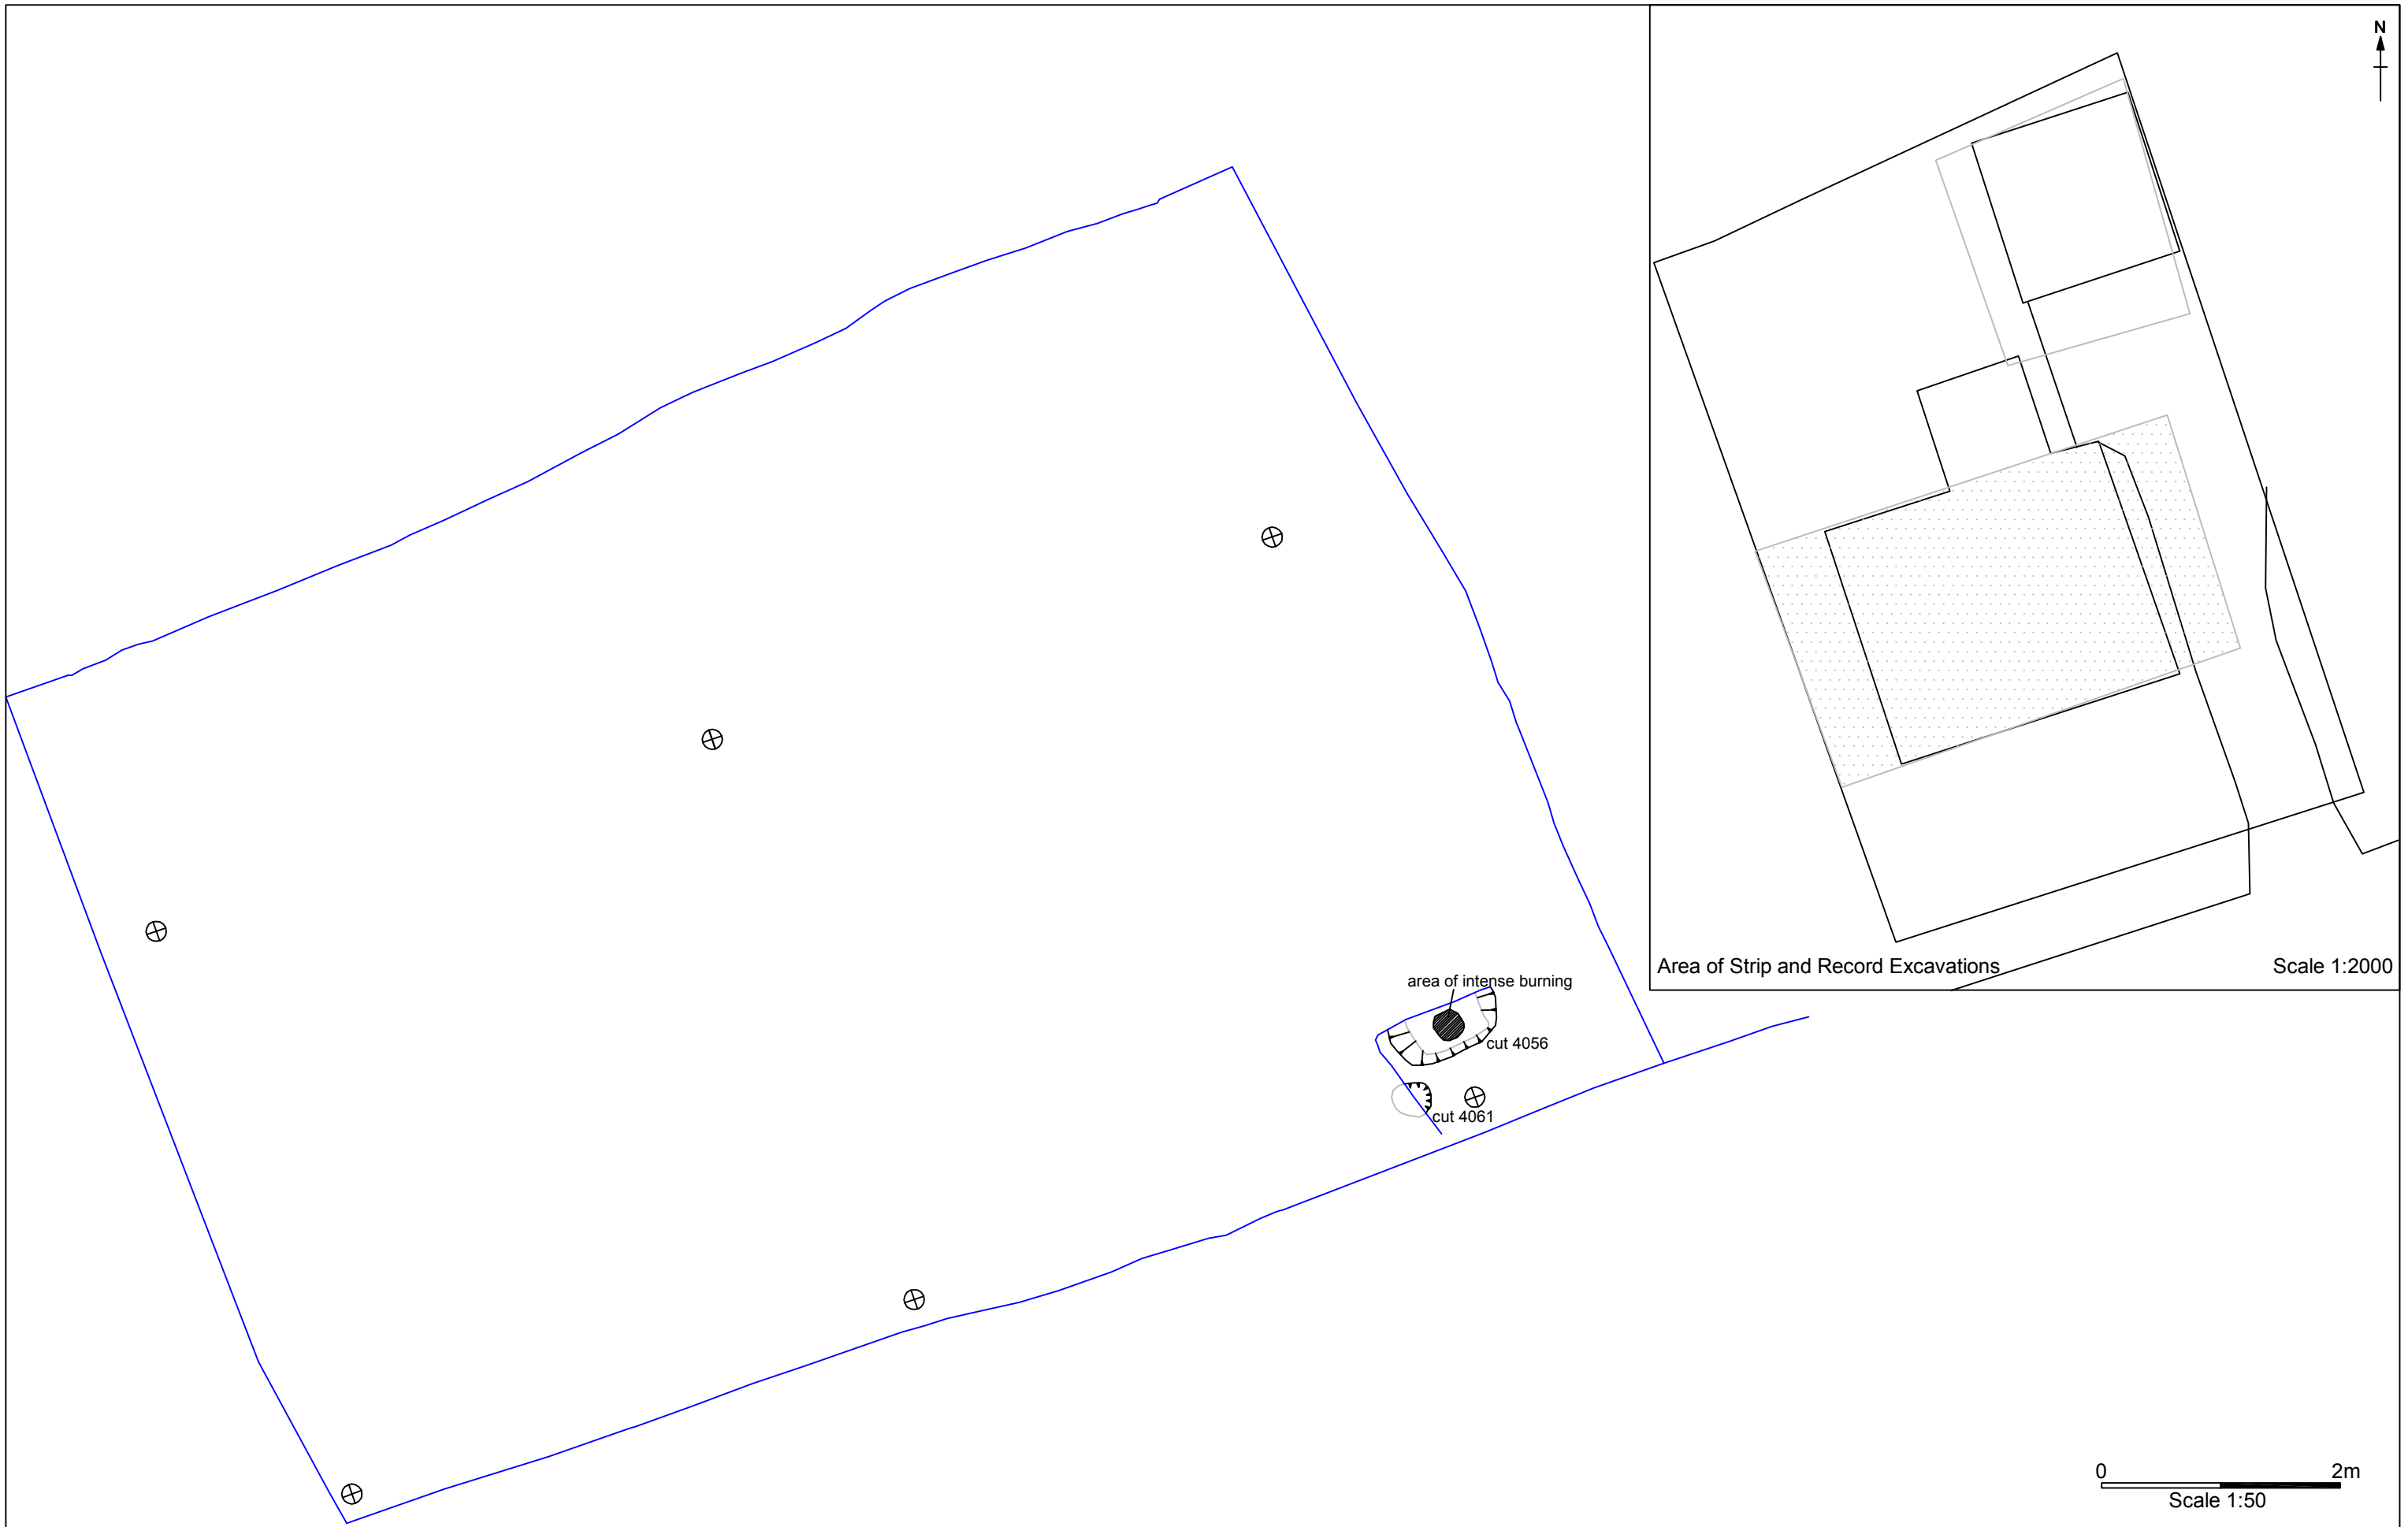 N
Area of Strip and Record Excavations
Scale 1:2000
area of intense burning
cut 4056
cut 4061
0 2m
Scale 1:50